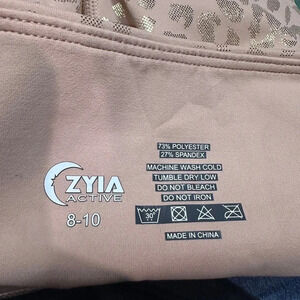 ZYIA
ACTIVE
8-10
73% POLYESTER
27% SPANDEX
MACHINE WASH COLD
TUMBLE DRY LOW
DO NOT BLEACH
DO NOT IRON
30
MADE IN CHINA